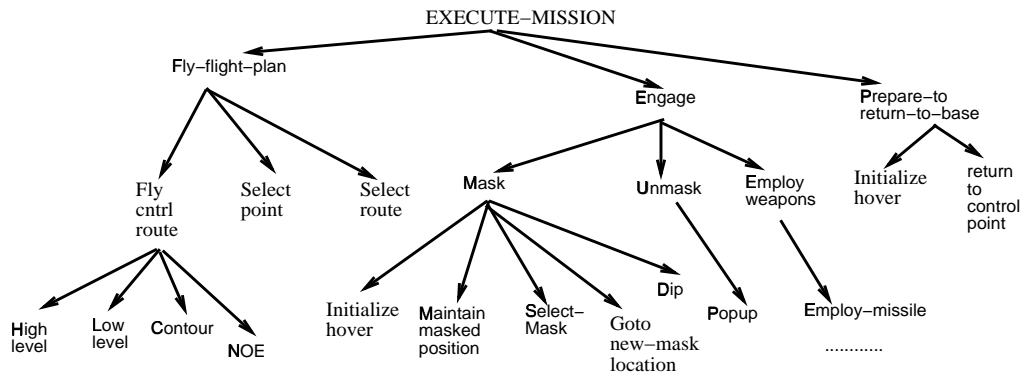 EXECUTE−MISSION
Fly−flight−plan
Engage
Prepare−to
return−to−base
Fly
cntrl
route
Select
point
Select
route
Mask
Unmask
Employ
weapons
Initialize
hover
return
to
control
point
High
level
Low
level
Contour
NOE
Initialize
hover
Maintain
masked
position
Select−
Mask
Goto
new−mask
location
Dip
Popup
Employ−missile
............